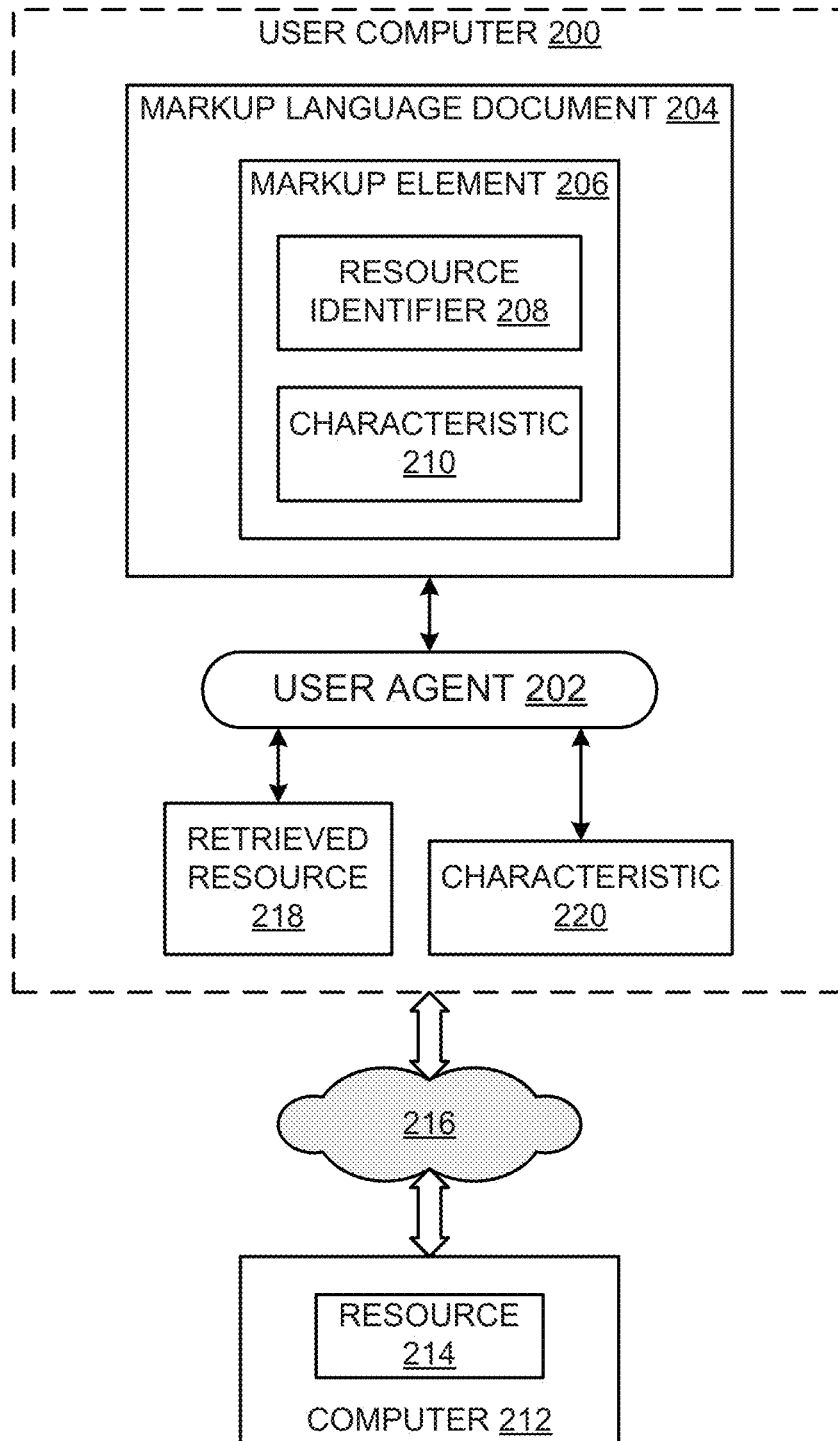 USER COMPUTER 200
MARKUP LANGUAGE DOCUMENT 204
MARKUP ELEMENT 206
RESOURCE
IDENTIFIER 208
CHARACTERISTIC
210
USER AGENT 202
RETRIEVED
RESOURCE
218
CHARACTERISTIC
220
216
RESOURCE
214
COMPUTER 212